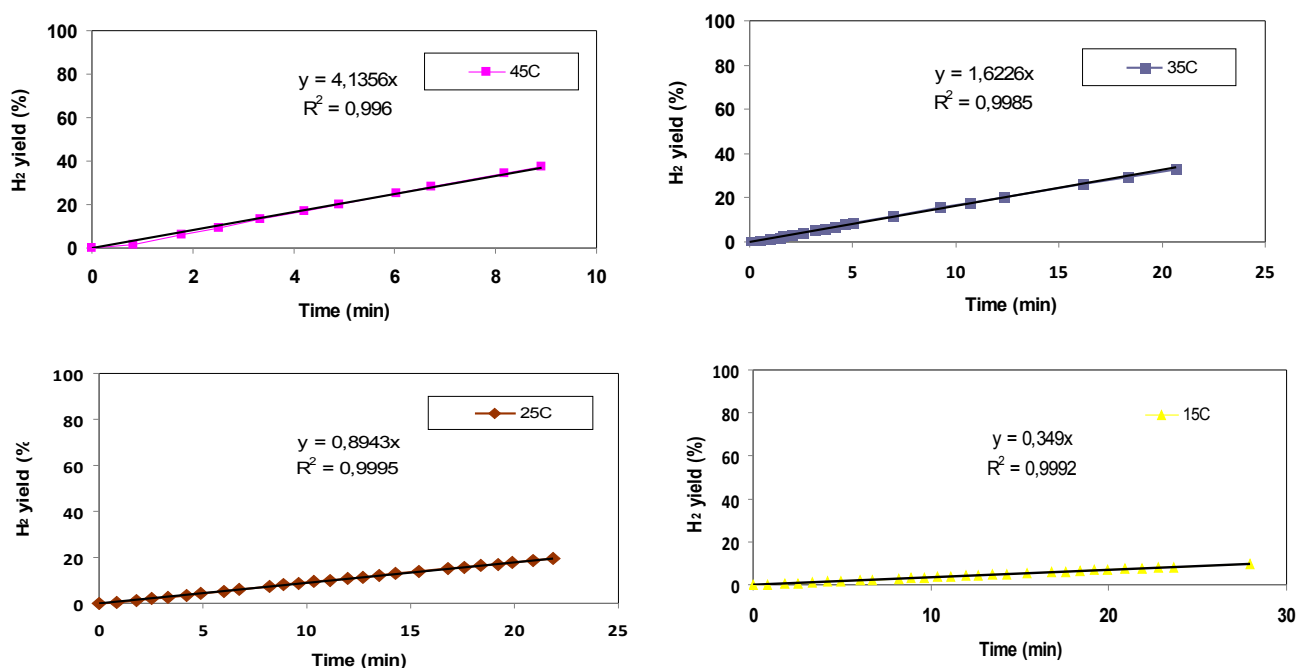 100
80
60
40
20
0
H₂ yield (%)
y = 4,1356x
R² = 0,996
45C
0 2 4 6 8 10
Time (min)
100
80
60
40
20
0
H₂ yield (%)
y = 1,6226x
R² = 0,9985
35C
0 5 10 15 20 25
Time (min)
100
80
60
40
20
0
H₂ yield (%
y = 0,8943x
R² = 0,9995
25C
0 5 10 15 20 25
Time (min)
100
80
60
40
20
0
H₂ yield (%)
y = 0,349x
R² = 0,9992
15C
0 10 20 30
Time (min)